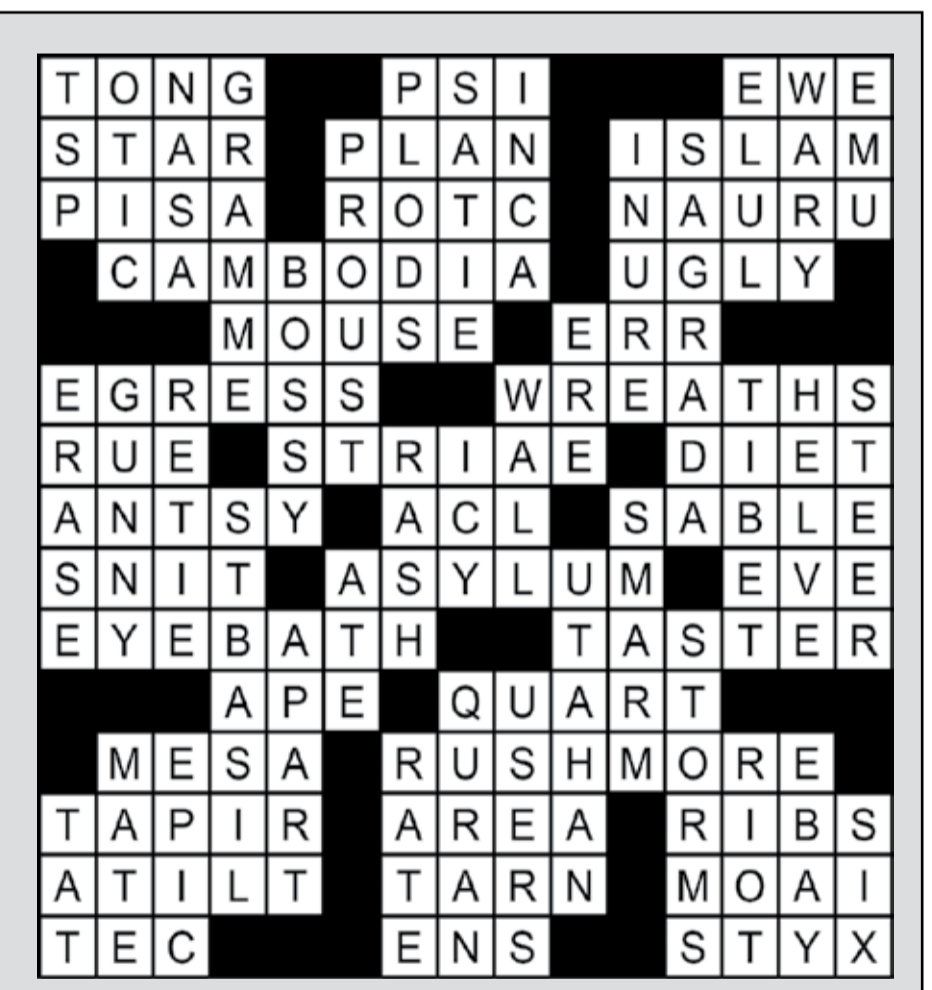 TONG PSI EWE
STAR PLAN ISLAM
PISA ROTC NAURU
CAMBODIA UGLY
MOUSE ERR
EGRESS WREATHS
RUE STRIAE DIET
ANTSY ACL SABLE
SNIT ASYLUM EVE
EYEBATH TASTER
APE QUART
MESA RUSHMORE
TAPIR AREA RIBS
ATILT TARN MOAI
TEC ENS STYX